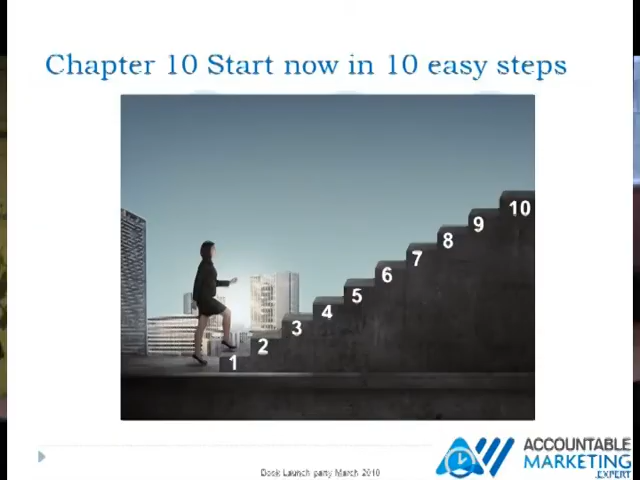 Chapter 10 Start now in 10 easy steps
10
9
8
7
6
5
4
3
2
1
ACCOUNTABLE
MARKETING
.EXPERT
Book Launch party March 2010